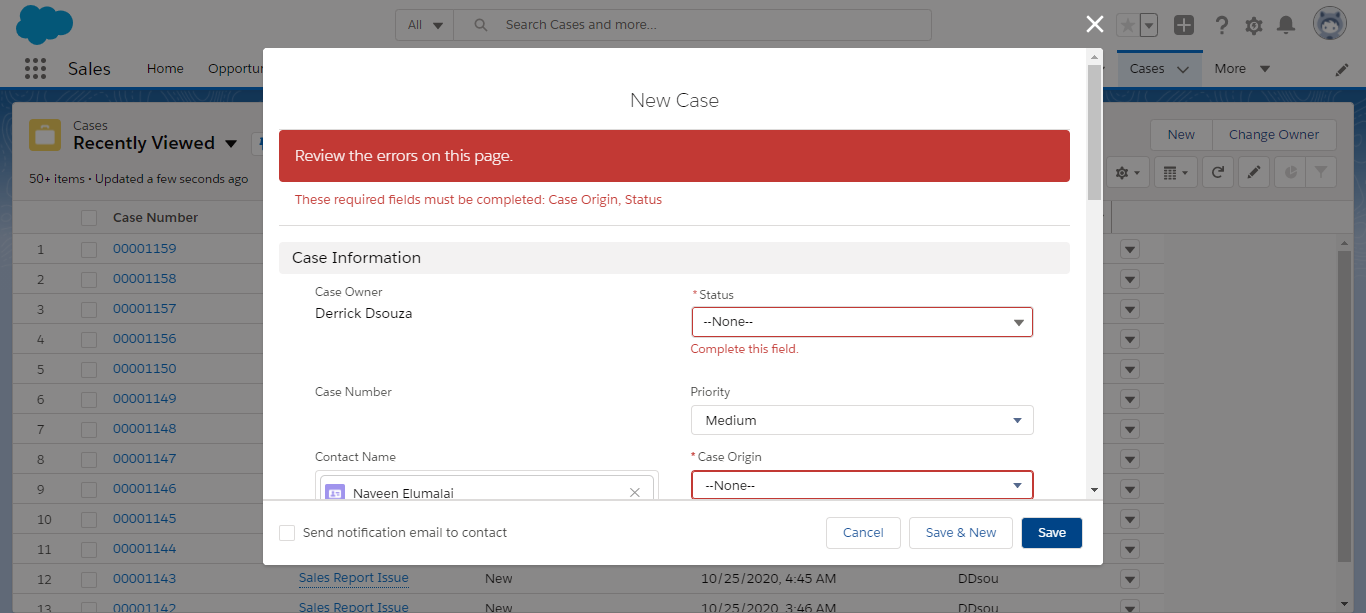 All
Search Cases and more...
Sales
Home
Cases
More
Cases
Recently Viewed
New
Change Owner
50+ items • Updated a few seconds ago
Case Number
1 00001159
2 00001158
3 00001157
4 00001156
5 00001150
6 00001149
7 00001148
8 00001147
9 00001146
10 00001145
11 00001144
12 00001143 Sales Report Issue New 10/25/2020, 4:45 AM DDsou
13 00001142 Sales Report Issue New 10/25/2020, 3:46 AM DDsou
New Case
Review the errors on this page.
These required fields must be completed: Case Origin, Status
Case Information
Case Owner
Derrick Dsouza
* Status
--None--
Complete this field.
Case Number
Priority
Medium
Contact Name
Naveen Elumalai
* Case Origin
--None--
Send notification email to contact
Cancel
Save & New
Save